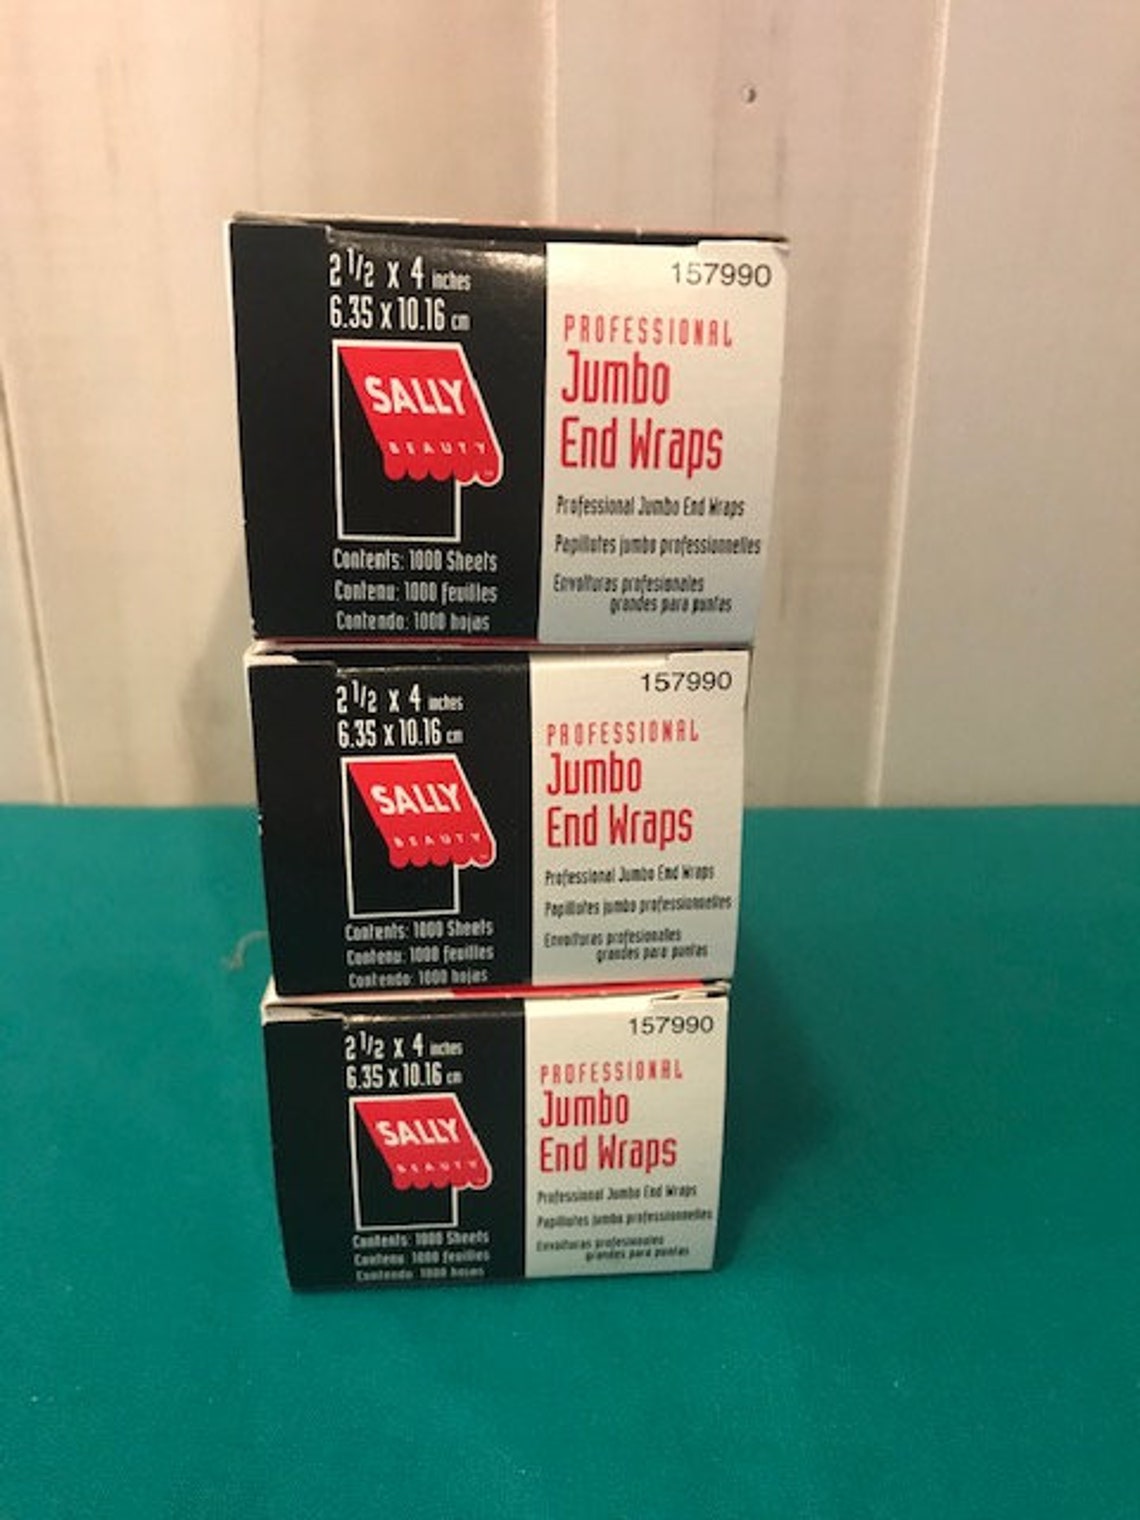 2 1/2 x 4 inches
6.35 x 10.16 cm
SALLY
BEAUTY
Contents: 1000 Sheets
Contenu: 1000 feuilles
Contendo: 1000 hojas
157990
PROFESSIONAL
Jumbo
End Wraps
Professional Jumbo End Wraps
Papillotes jumbo professionnelles
Envolturas profesionales
grandes para puntas
2 1/2 x 4 inches
6.35 x 10.16 cm
SALLY
BEAUTY
Contents: 1000 Sheets
Contenu: 1000 feuilles
Contendo: 1000 hojas
157990
PROFESSIONAL
Jumbo
End Wraps
Professional Jumbo End Wraps
Papillotes jumbo professionnelles
Envolturas profesionales
grandes para puntas
2 1/2 x 4 inches
6.35 x 10.16 cm
SALLY
BEAUTY
Contents: 1000 Sheets
Contenu: 1000 feuilles
Contendo: 1000 hojas
157990
PROFESSIONAL
Jumbo
End Wraps
Professional Jumbo End Wraps
Papillotes jumbo professionnelles
Envolturas profesionales
grandes para puntas